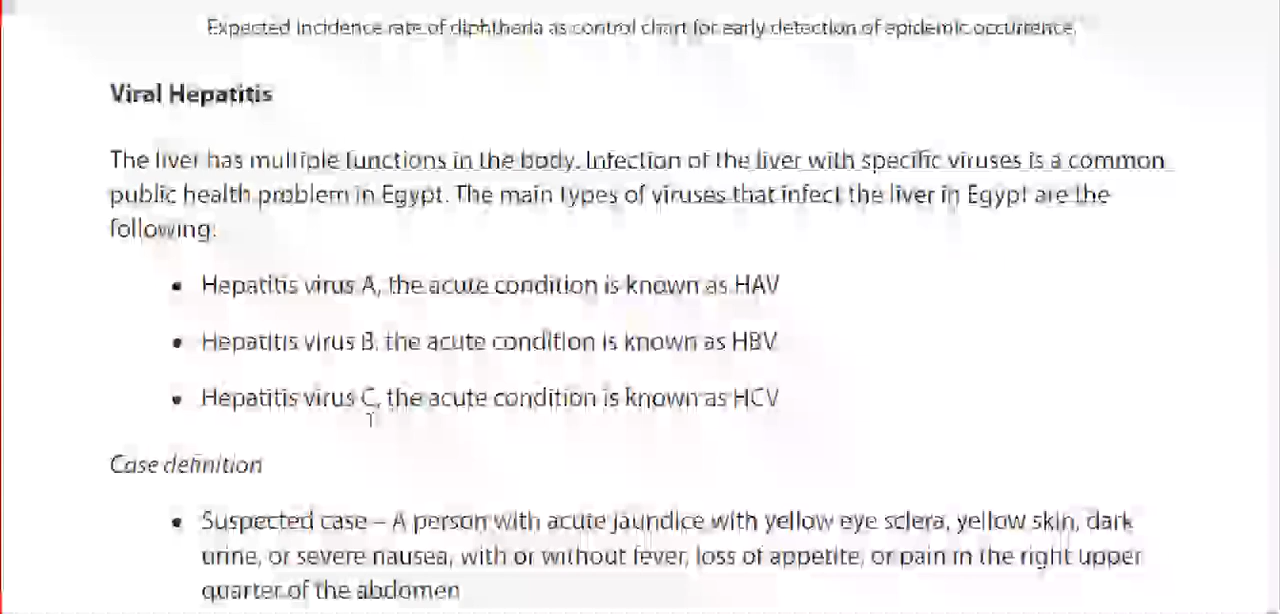 Expected incidence rate of diphtheria as control chart for early detection of epidemic occurrence.
Viral Hepatitis
The liver has multiple functions in the body. Infection of the liver with specific viruses is a common
public health problem in Egypt. The main types of viruses that infect the liver in Egypt are the
following:
• Hepatitis virus A, the acute condition is known as HAV
• Hepatitis virus B, the acute condition is known as HBV
• Hepatitis virus C, the acute condition is known as HCV
Case definition
• Suspected case – A person with acute jaundice with yellow eye sclera, yellow skin, dark
urine, or severe nausea, with or without fever, loss of appetite, or pain in the right upper
quarter of the abdomen